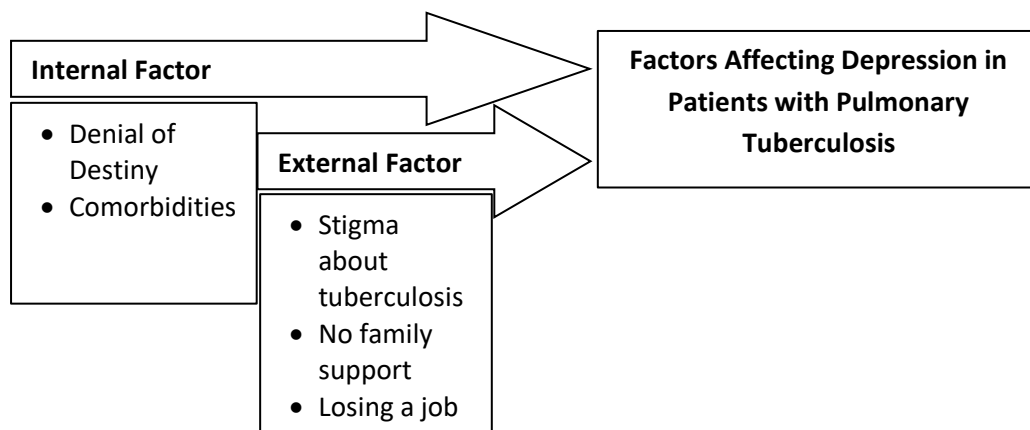 Internal Factor
• Denial of
Destiny
• Comorbidities
External Factor
• Stigma
about
tuberculosis
• No family
support
• Losing a job
Factors Affecting Depression in
Patients with Pulmonary
Tuberculosis